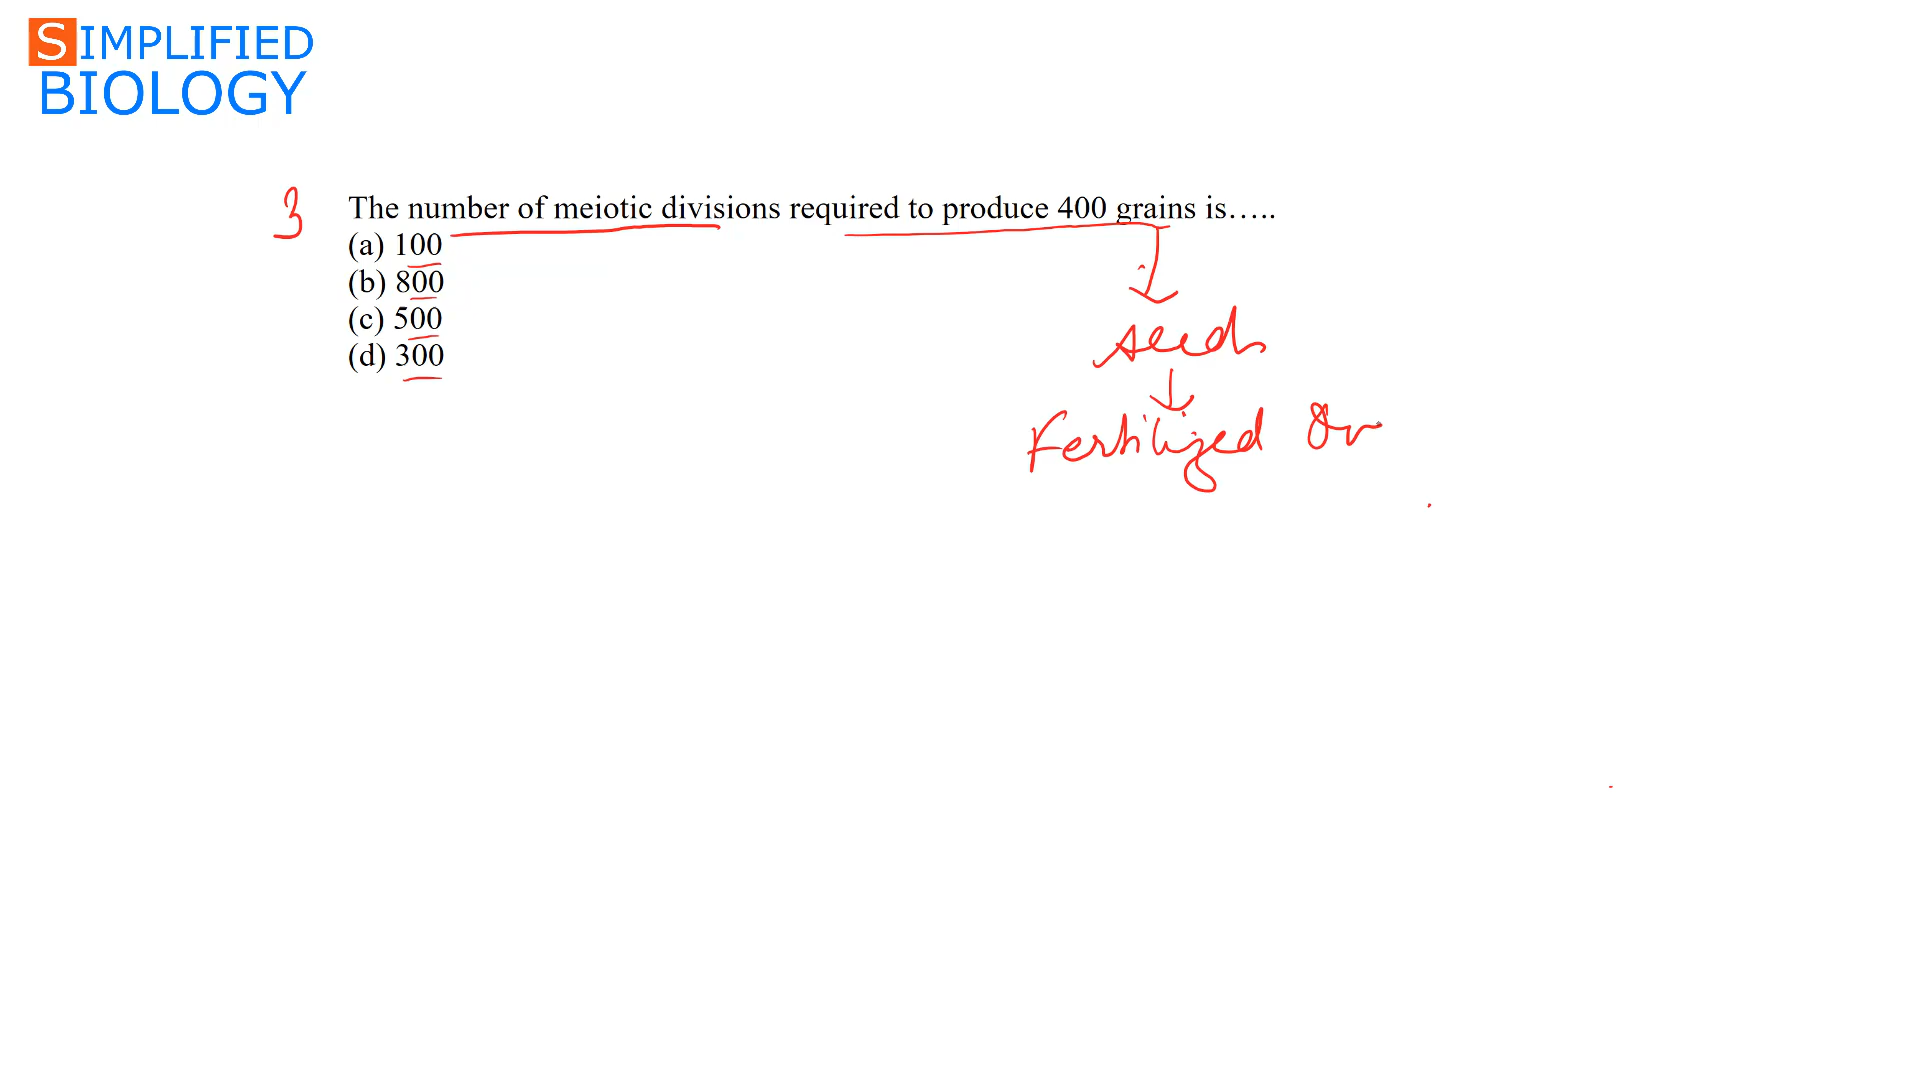 SIMPLIFIED
BIOLOGY
3 The number of meiotic divisions required to produce 400 grains is…..
(a) 100
(b) 800
(c) 500
(d) 300
seeds
Fertilized Ov